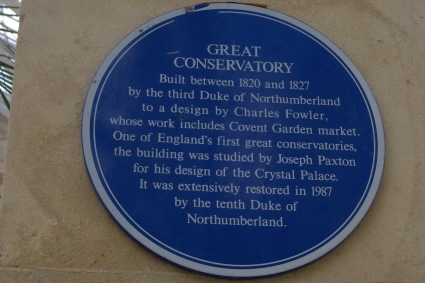 GREAT
CONSERVATORY
Built between 1820 and 1827
by the third Duke of Northumberland
to a design by Charles Fowler,
whose work includes Covent Garden market.
One of England's first great conservatories,
the building was studied by Joseph Paxton
for his design of the Crystal Palace.
It was extensively restored in 1987
by the tenth Duke of
Northumberland.